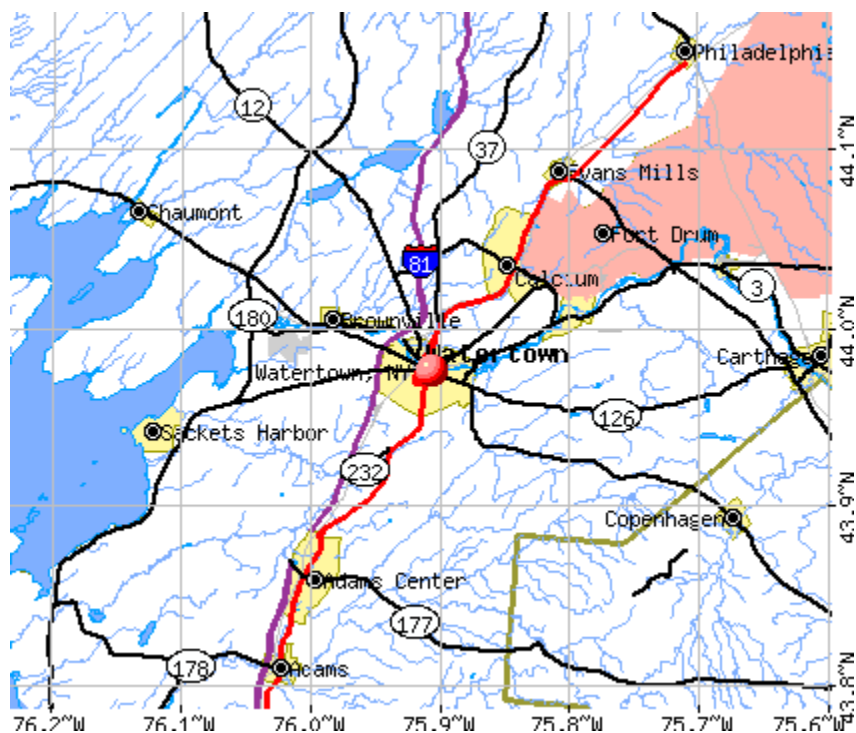 Philadelphia
12
37
44.1°N
Evans Mills
Chaumont
Fort Drum
81
Calcium
3
180
Brownville
44.0°N
Watertown
Carthage
Watertown, NY
126
Sackets Harbor
232
43.9°N
Copenhagen
Adams Center
177
178
Adams
43.8°N
76.2°W 76.1°W 76.0°W 75.9°W 75.8°W 75.7°W 75.6°W